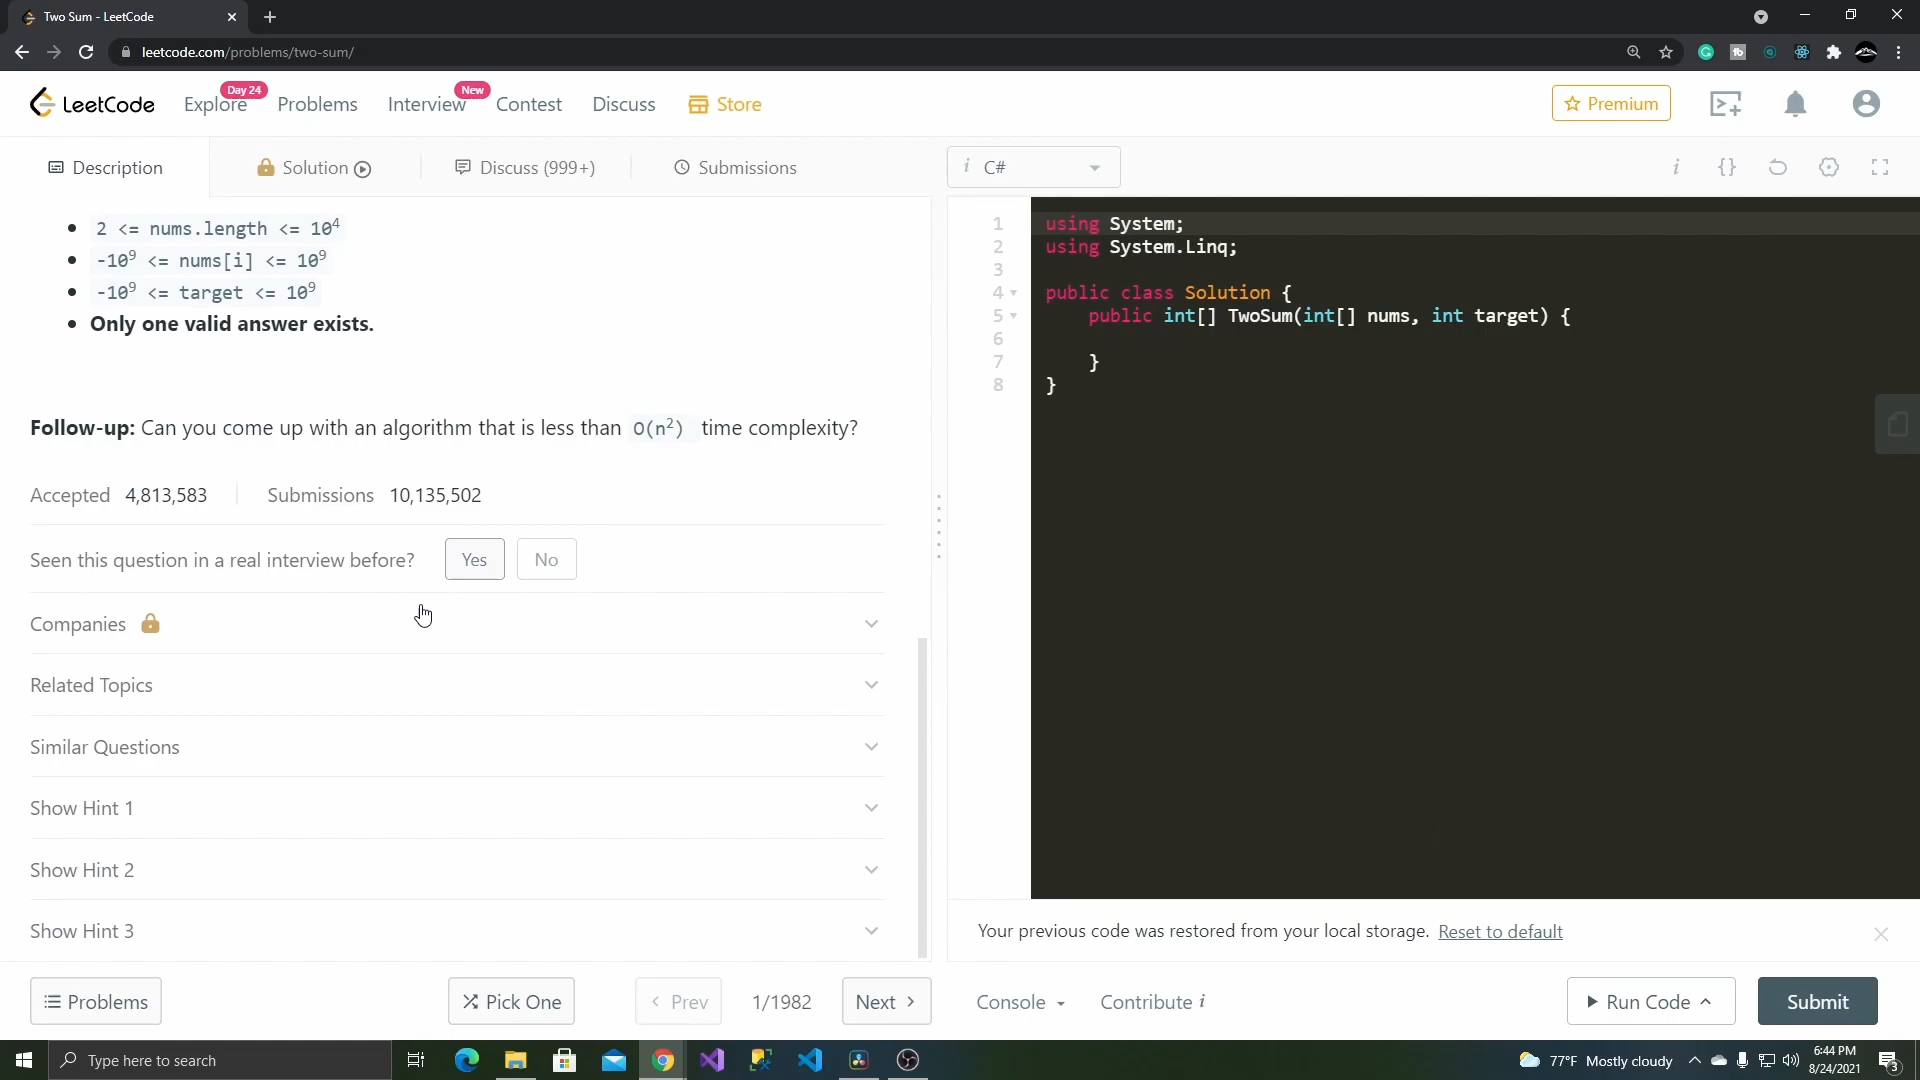 Two Sum - LeetCode
leetcode.com/problems/two-sum/
LeetCode
Explore
Day 24
Problems
Interview
New
Contest
Discuss
Store
Premium
Description
Solution
Discuss (999+)
Submissions
i C#
i {}
2 <= nums.length <= 10⁴
-10⁹ <= nums[i] <= 10⁹
-10⁹ <= target <= 10⁹
Only one valid answer exists.
Follow-up: Can you come up with an algorithm that is less than O(n²) time complexity?
Accepted 4,813,583 Submissions 10,135,502
Seen this question in a real interview before? Yes No
Companies
Related Topics
Similar Questions
Show Hint 1
Show Hint 2
Show Hint 3
1 using System;
2 using System.Linq;
3
4 public class Solution {
5 public int[] TwoSum(int[] nums, int target) {
6
7 }
8 }
Your previous code was restored from your local storage. Reset to default
Problems
Pick One
Prev
1/1982
Next
Console
Contribute i
Run Code
Submit
Type here to search
77°F Mostly cloudy
6:44 PM
8/24/2021
3